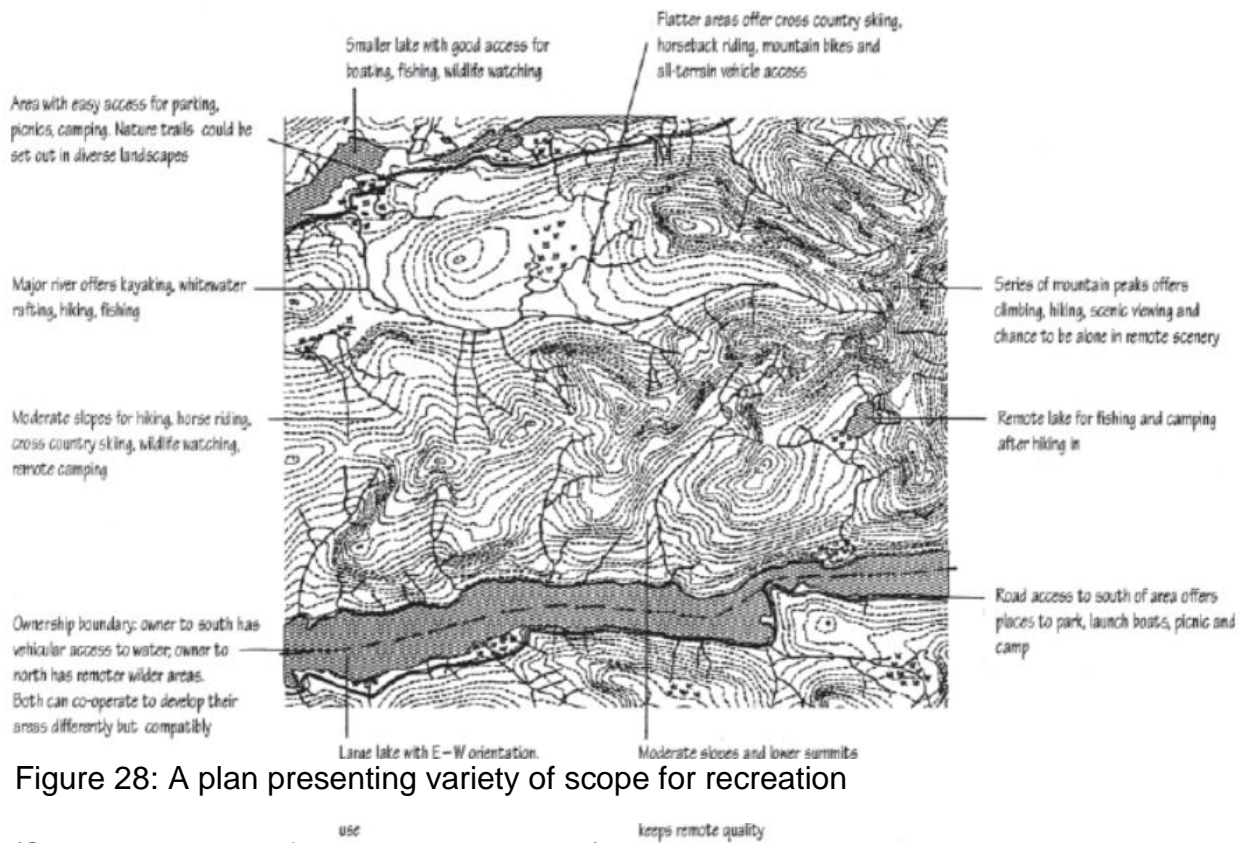 Flatter areas offer cross country skiing,
horseback riding, mountain bikes and
all-terrain vehicle access
Smaller lake with good access for
boating, fishing, wildlife watching
Area with easy access for parking,
picnics, camping. Nature trails could be
set out in diverse landscapes
Major river offers kayaking, whitewater
rafting, hiking, fishing
Series of mountain peaks offers
climbing, hiking, scenic viewing and
chance to be alone in remote scenery
Moderate slopes for hiking, horse riding,
cross country skiing, wildlife watching,
remote camping
Remote lake for fishing and camping
after hiking in
Ownership boundary: owner to south has
vehicular access to water; owner to
north has remoter wilder areas.
Both can co-operate to develop their
areas differently but compatibly
Road access to south of area offers
places to park, launch boats, picnic and
camp
Large lake with E-W orientation.
Moderate slopes and lower summits
Figure 28: A plan presenting variety of scope for recreation
use
keeps remote quality